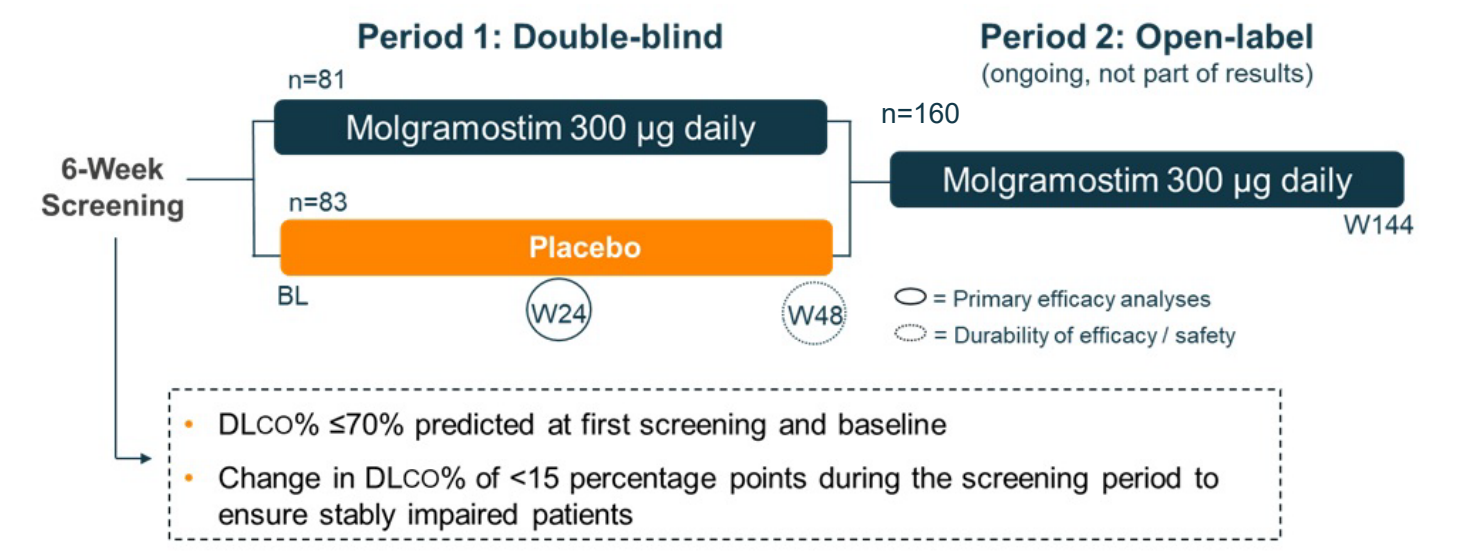 Period 1: Double-blind
Period 2: Open-label
(ongoing, not part of results)
n=81
Molgramostim 300 µg daily
n=160
6-Week
Screening
Molgramostim 300 µg daily
n=83
W144
Placebo
BL
W24
W48
= Primary efficacy analyses
= Durability of efficacy / safety
• DLCO% ≤70% predicted at first screening and baseline
• Change in DLCO% of <15 percentage points during the screening period to
ensure stably impaired patients